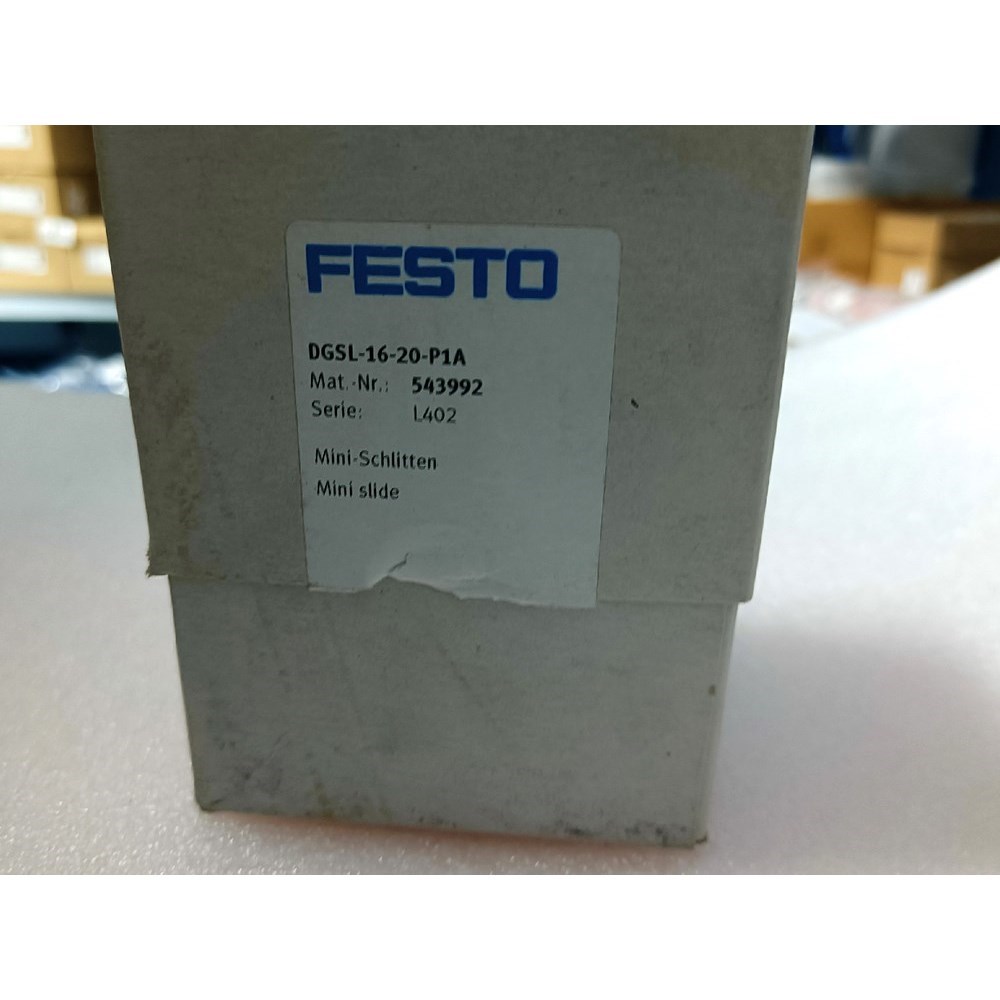 FESTO
DGSL-16-20-P1A
Mat.-Nr.: 543992
Serie: L402
Mini-Schlitten
Mini slide